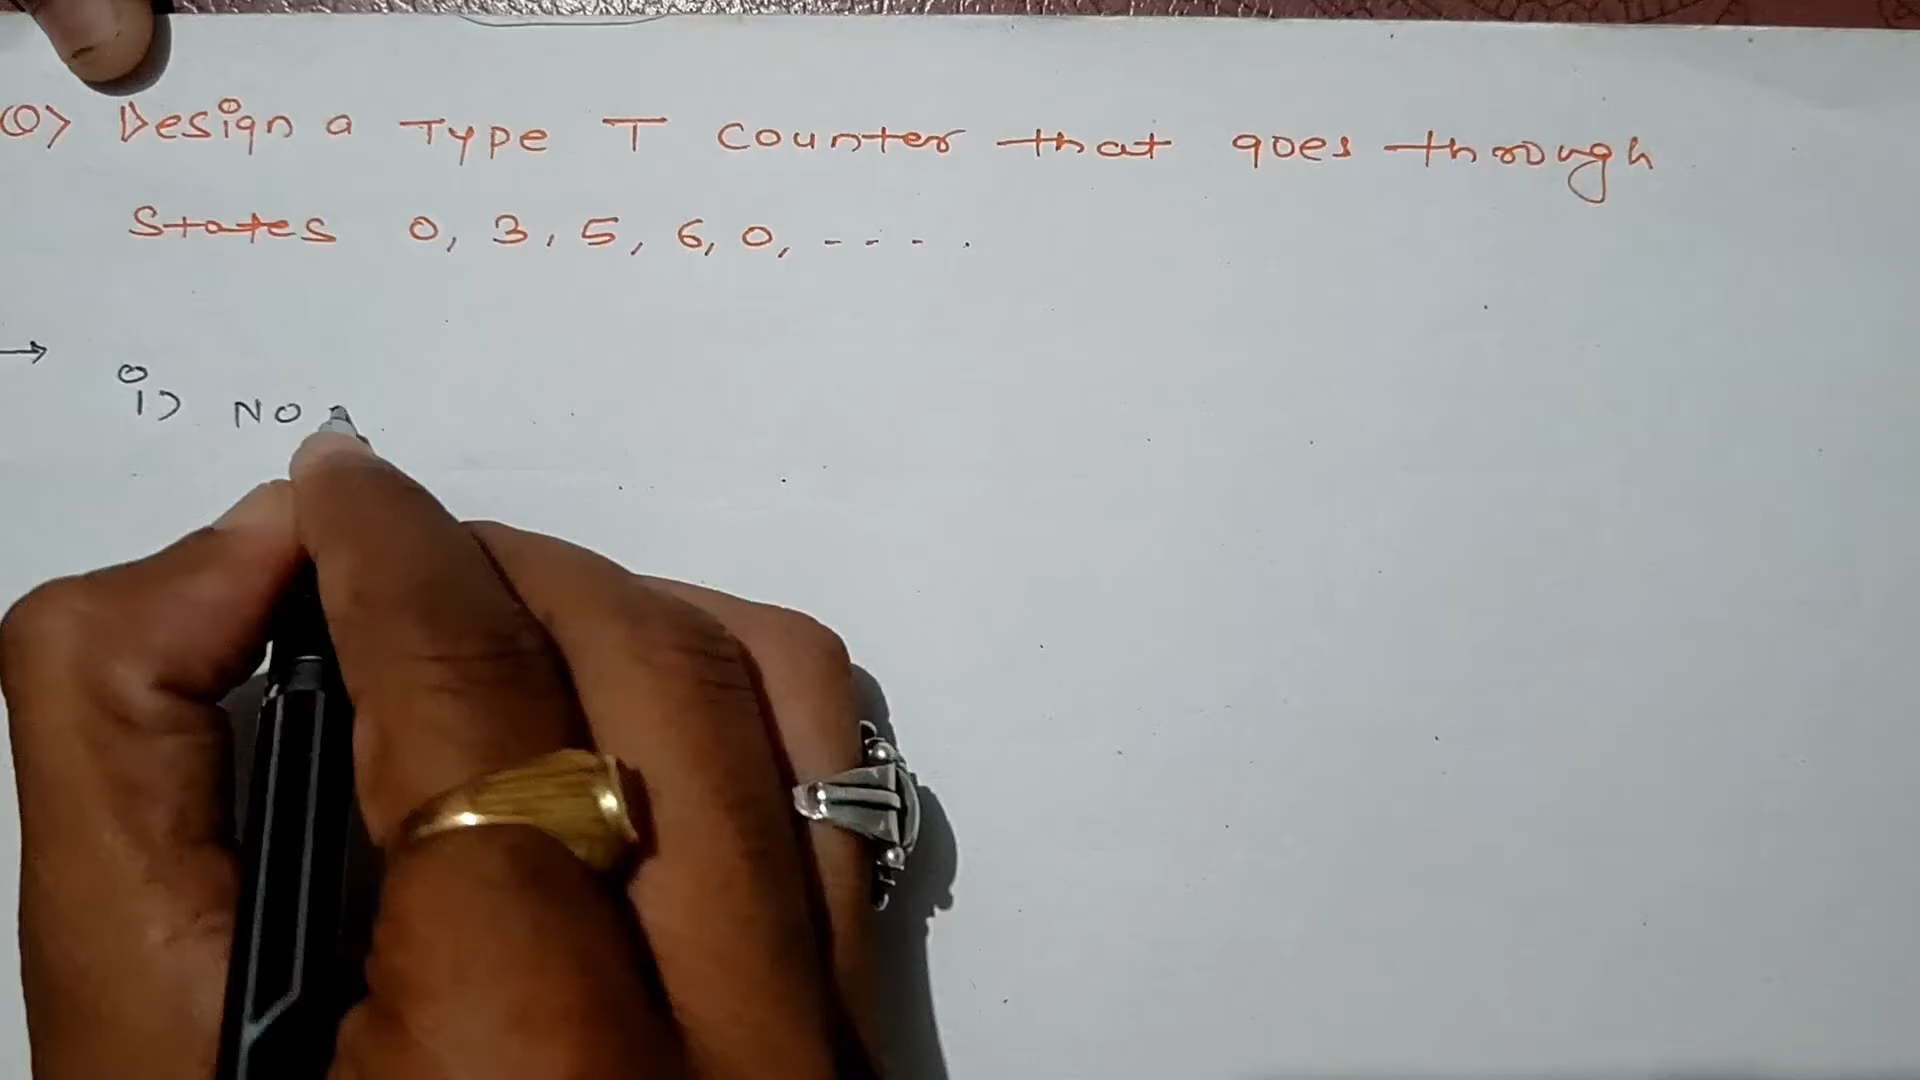 Q) Design a Type T counter that goes through
states 0, 3, 5, 6, 0, - - - .
→ i) No